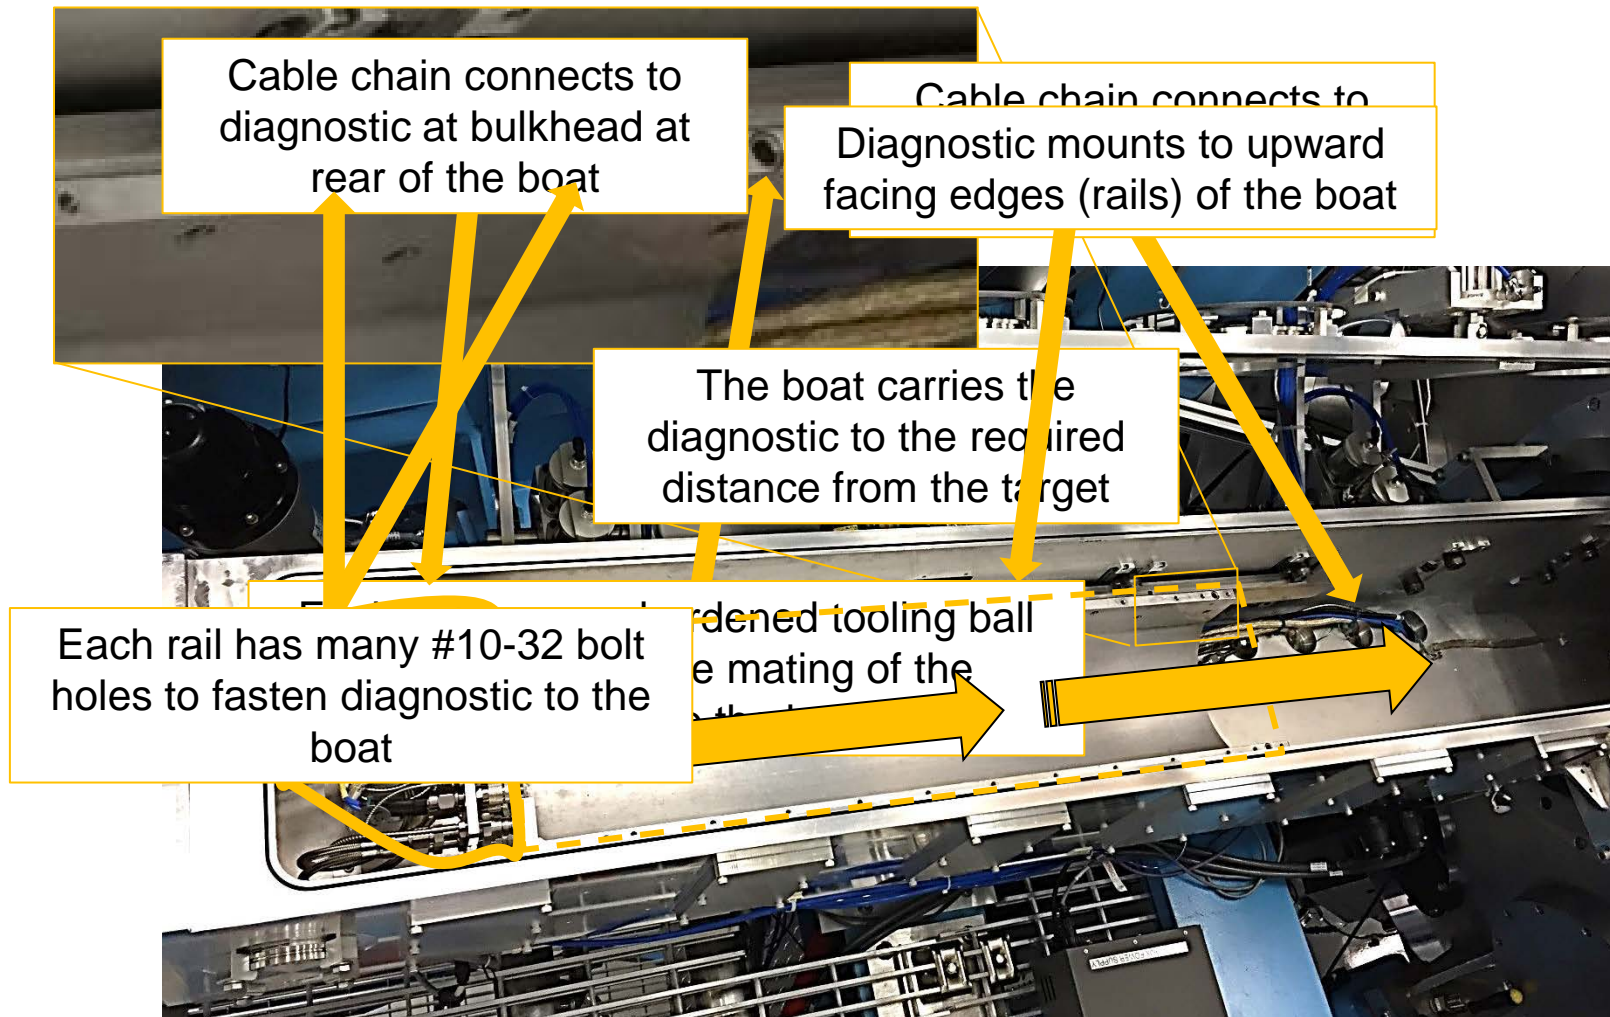 Cable chain connects to
diagnostic at bulkhead at
rear of the boat
Cable chain connects to
Diagnostic mounts to upward
facing edges (rails) of the boat
The boat carries the
diagnostic to the required
distance from the target
tooling ball
mating of the
Each rail has many #10-32 bolt
holes to fasten diagnostic to the
boat
POWER SUPPLY